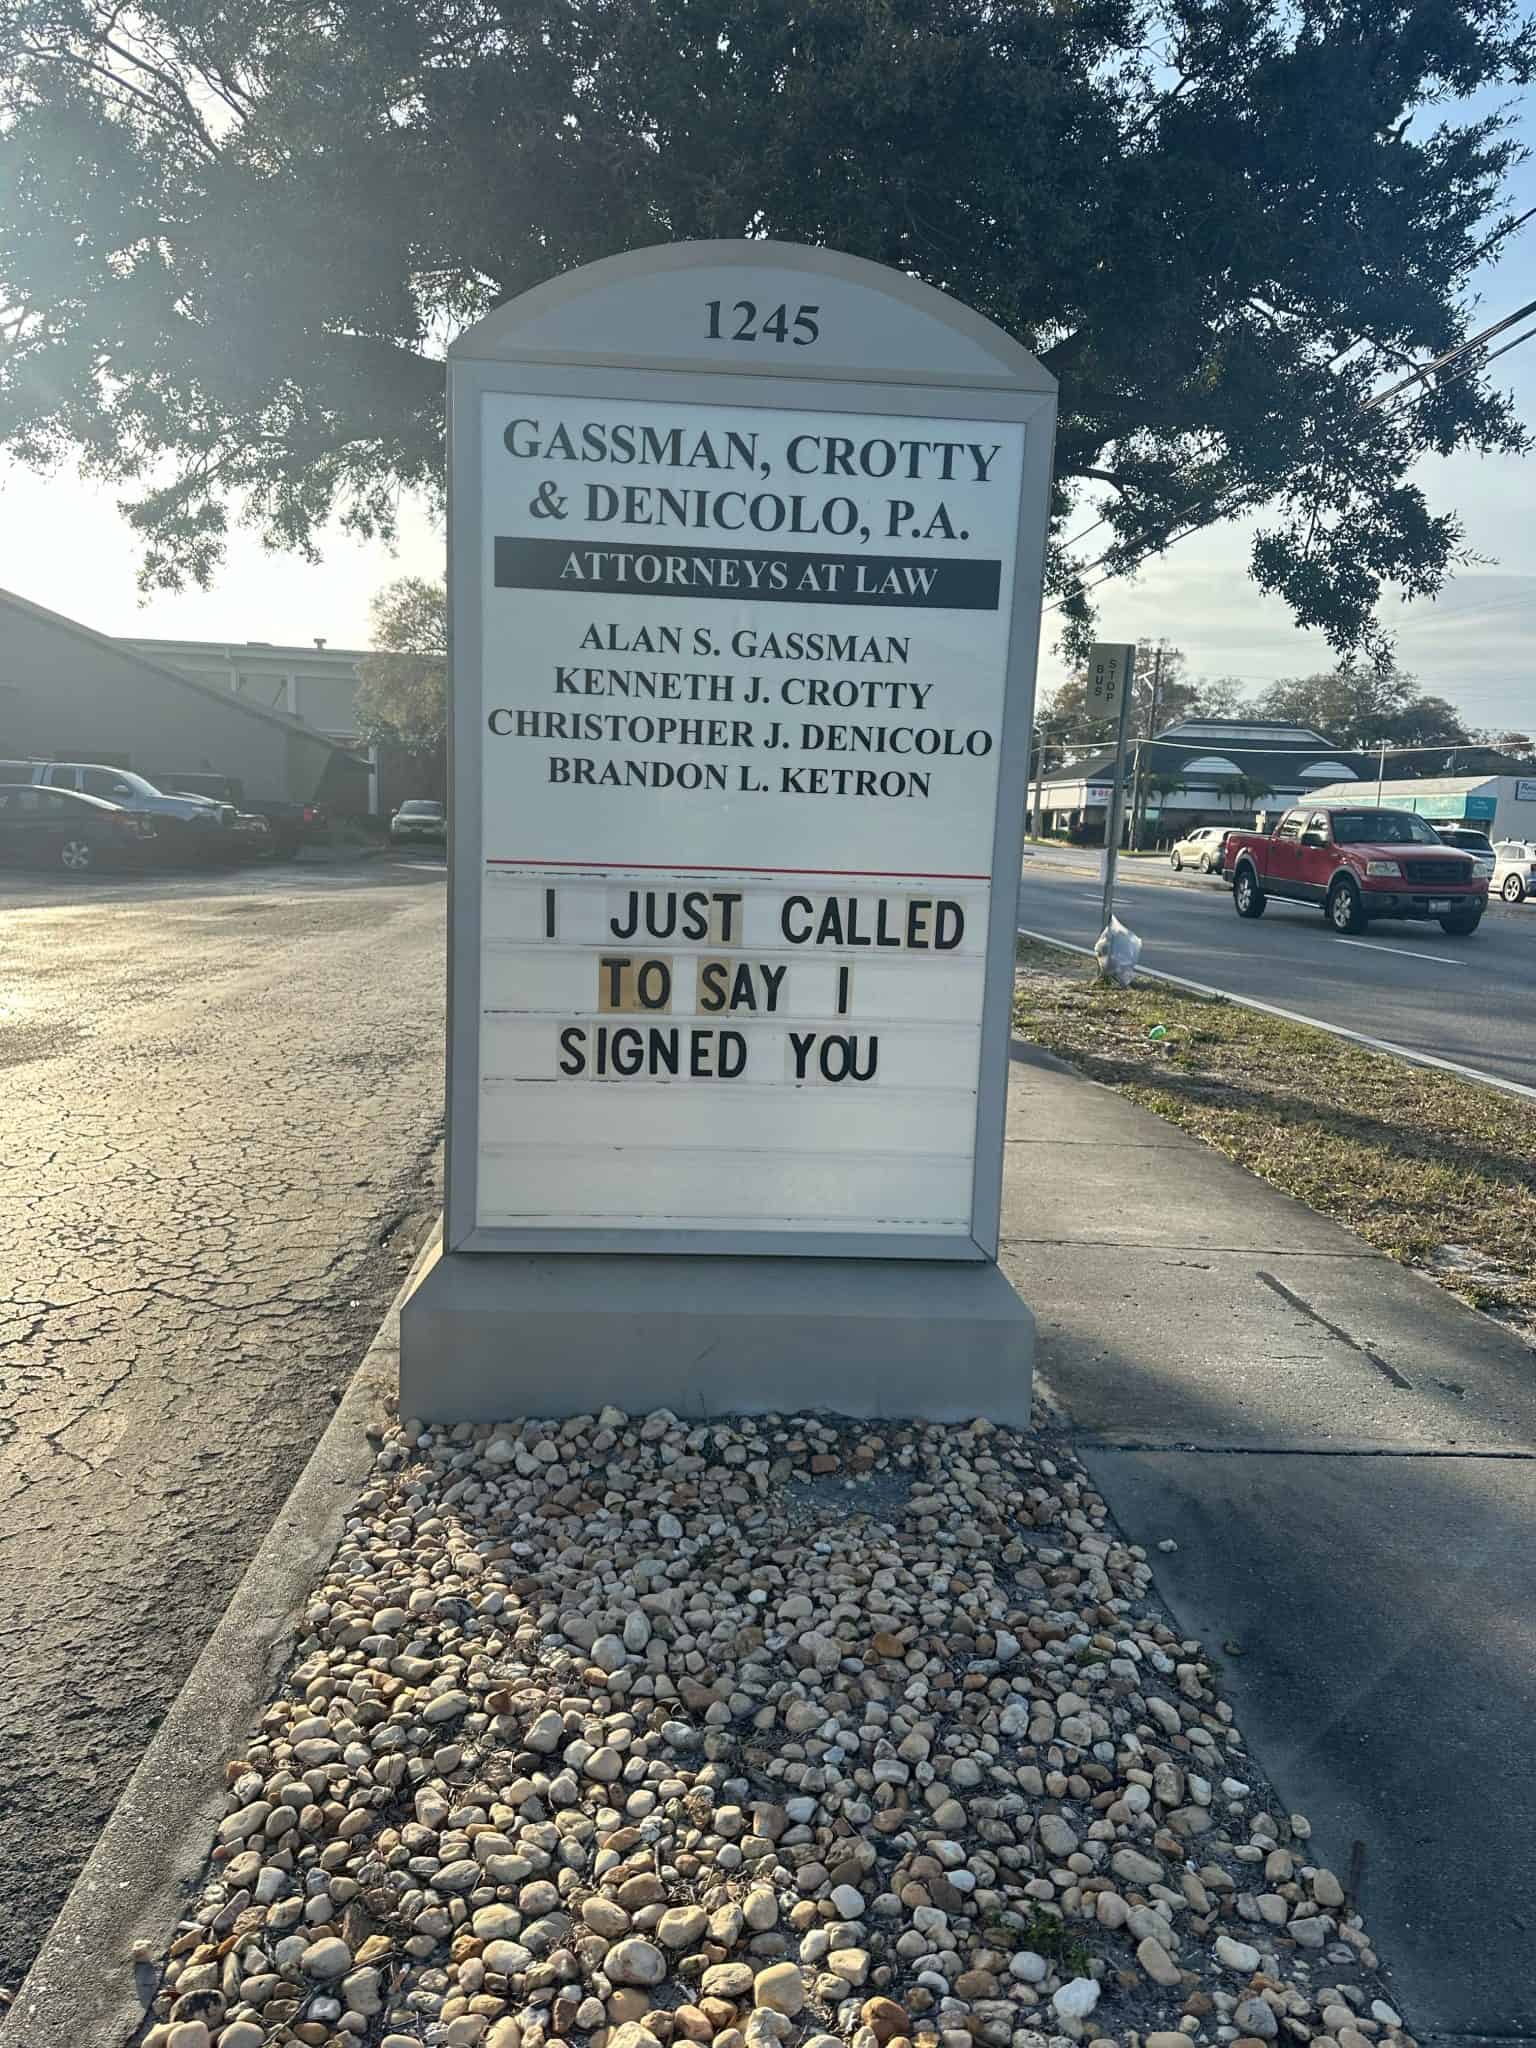 1245
GASSMAN, CROTTY
& DENICOLO, P.A.
ATTORNEYS AT LAW
ALAN S. GASSMAN
KENNETH J. CROTTY
CHRISTOPHER J. DENICOLO
BRANDON L. KETRON
I JUST CALLED
TO SAY I
SIGNED YOU
BUS
STOP